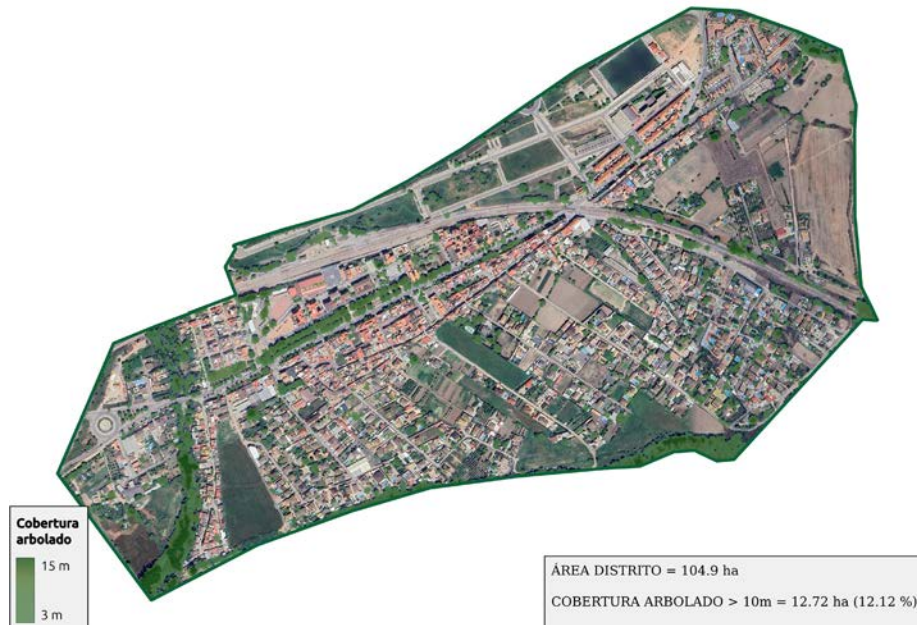 Cobertura
arbolado
15 m
3 m
ÁREA DISTRITO = 104.9 ha
COBERTURA ARBOLADO > 10m = 12.72 ha (12.12 %)